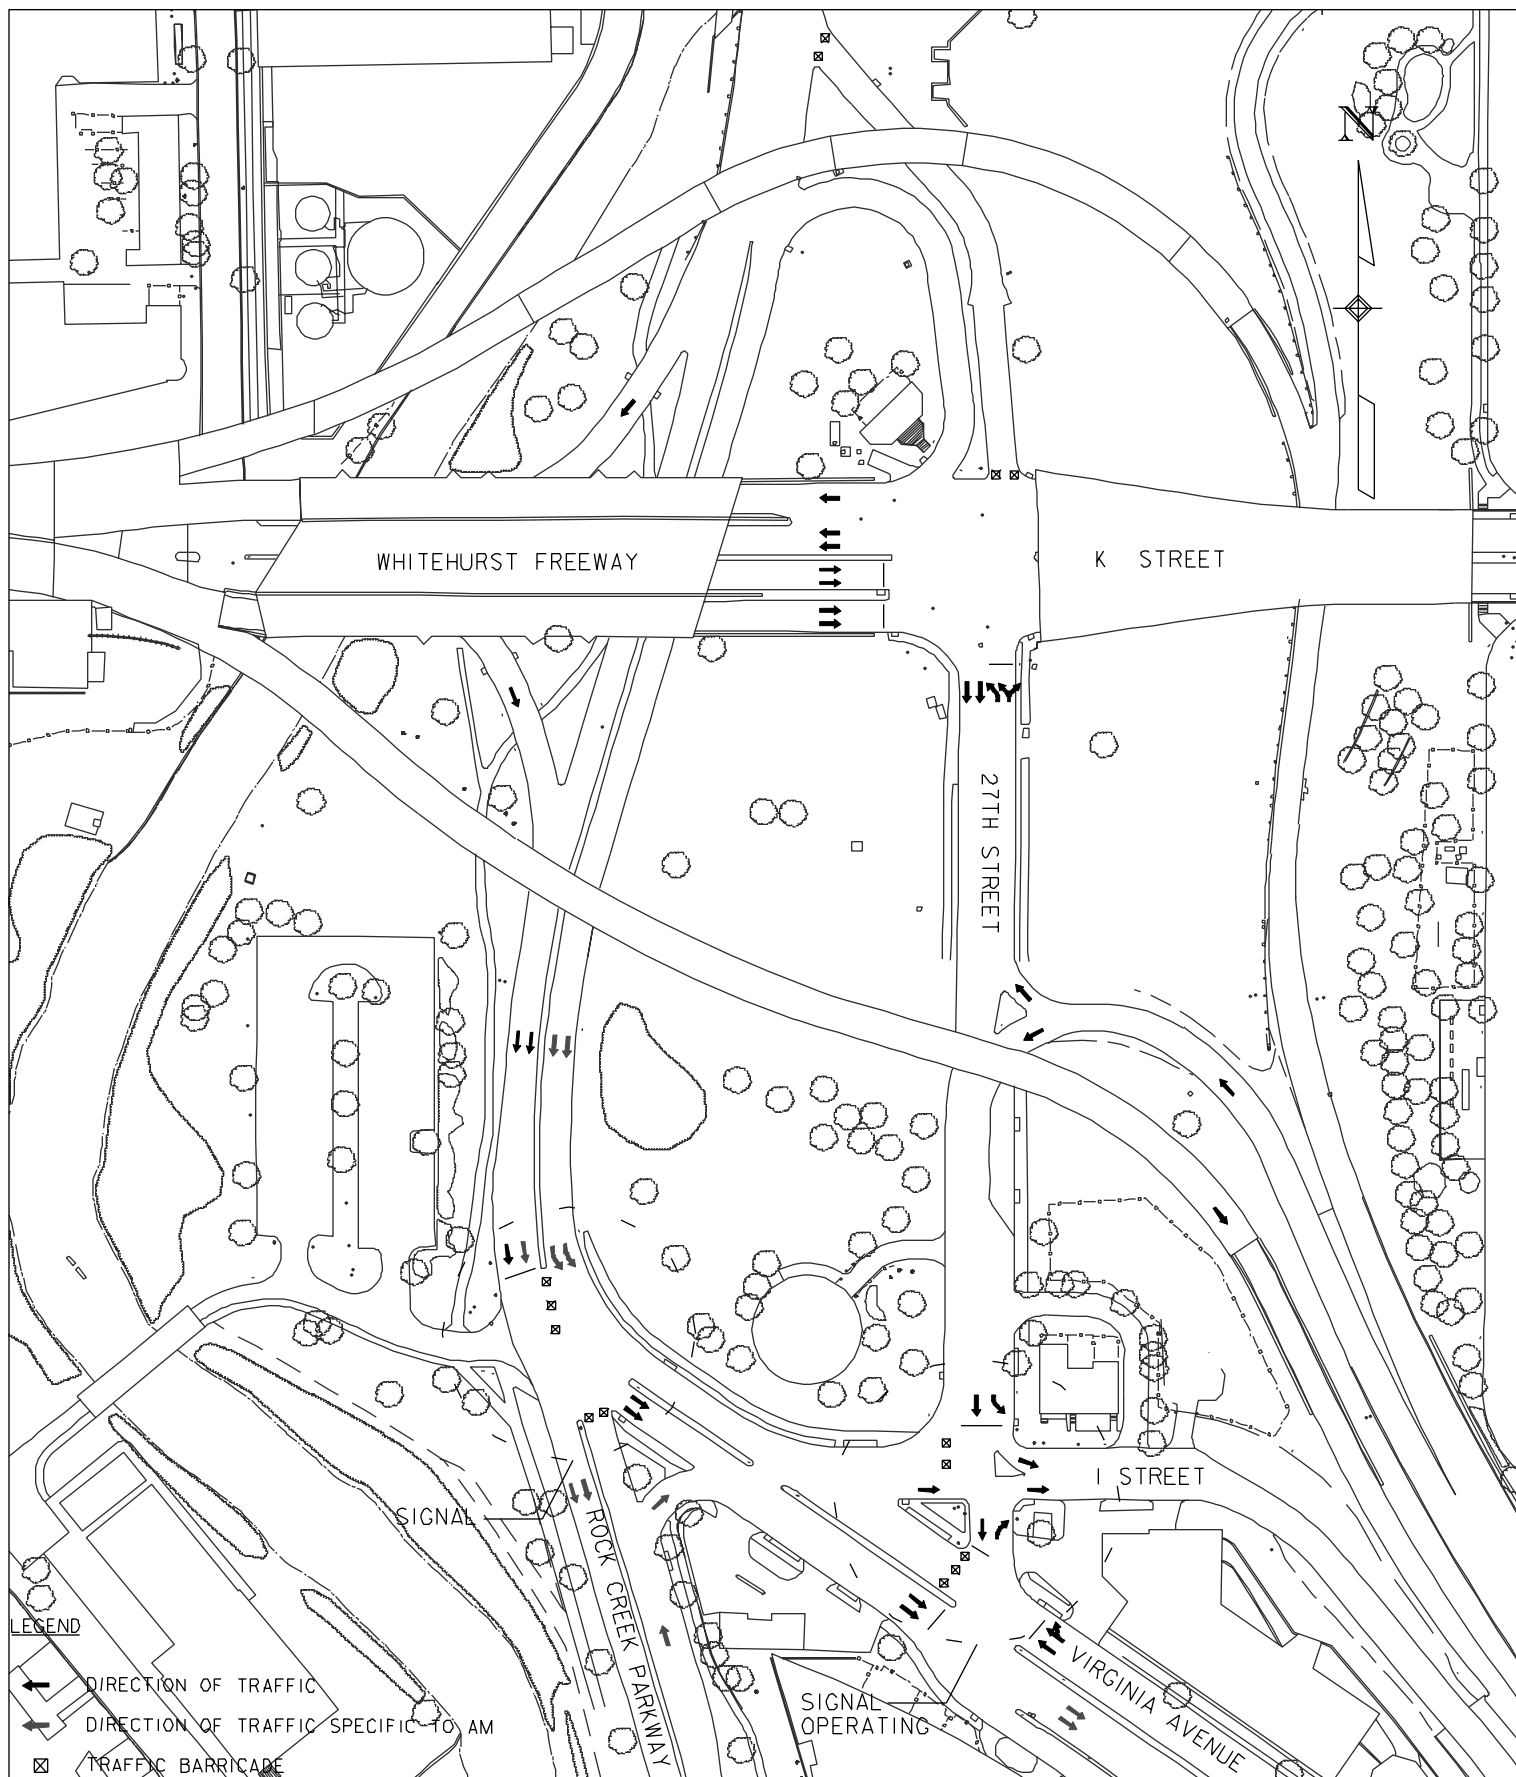 N
WHITEHURST FREEWAY
K STREET
27TH STREET
I STREET
SIGNAL
ROCK CREEK PARKWAY
SIGNAL
OPERATING
VIRGINIA AVENUE
LEGEND
DIRECTION OF TRAFFIC
DIRECTION OF TRAFFIC SPECIFIC TO AM
TRAFFIC BARRICADE